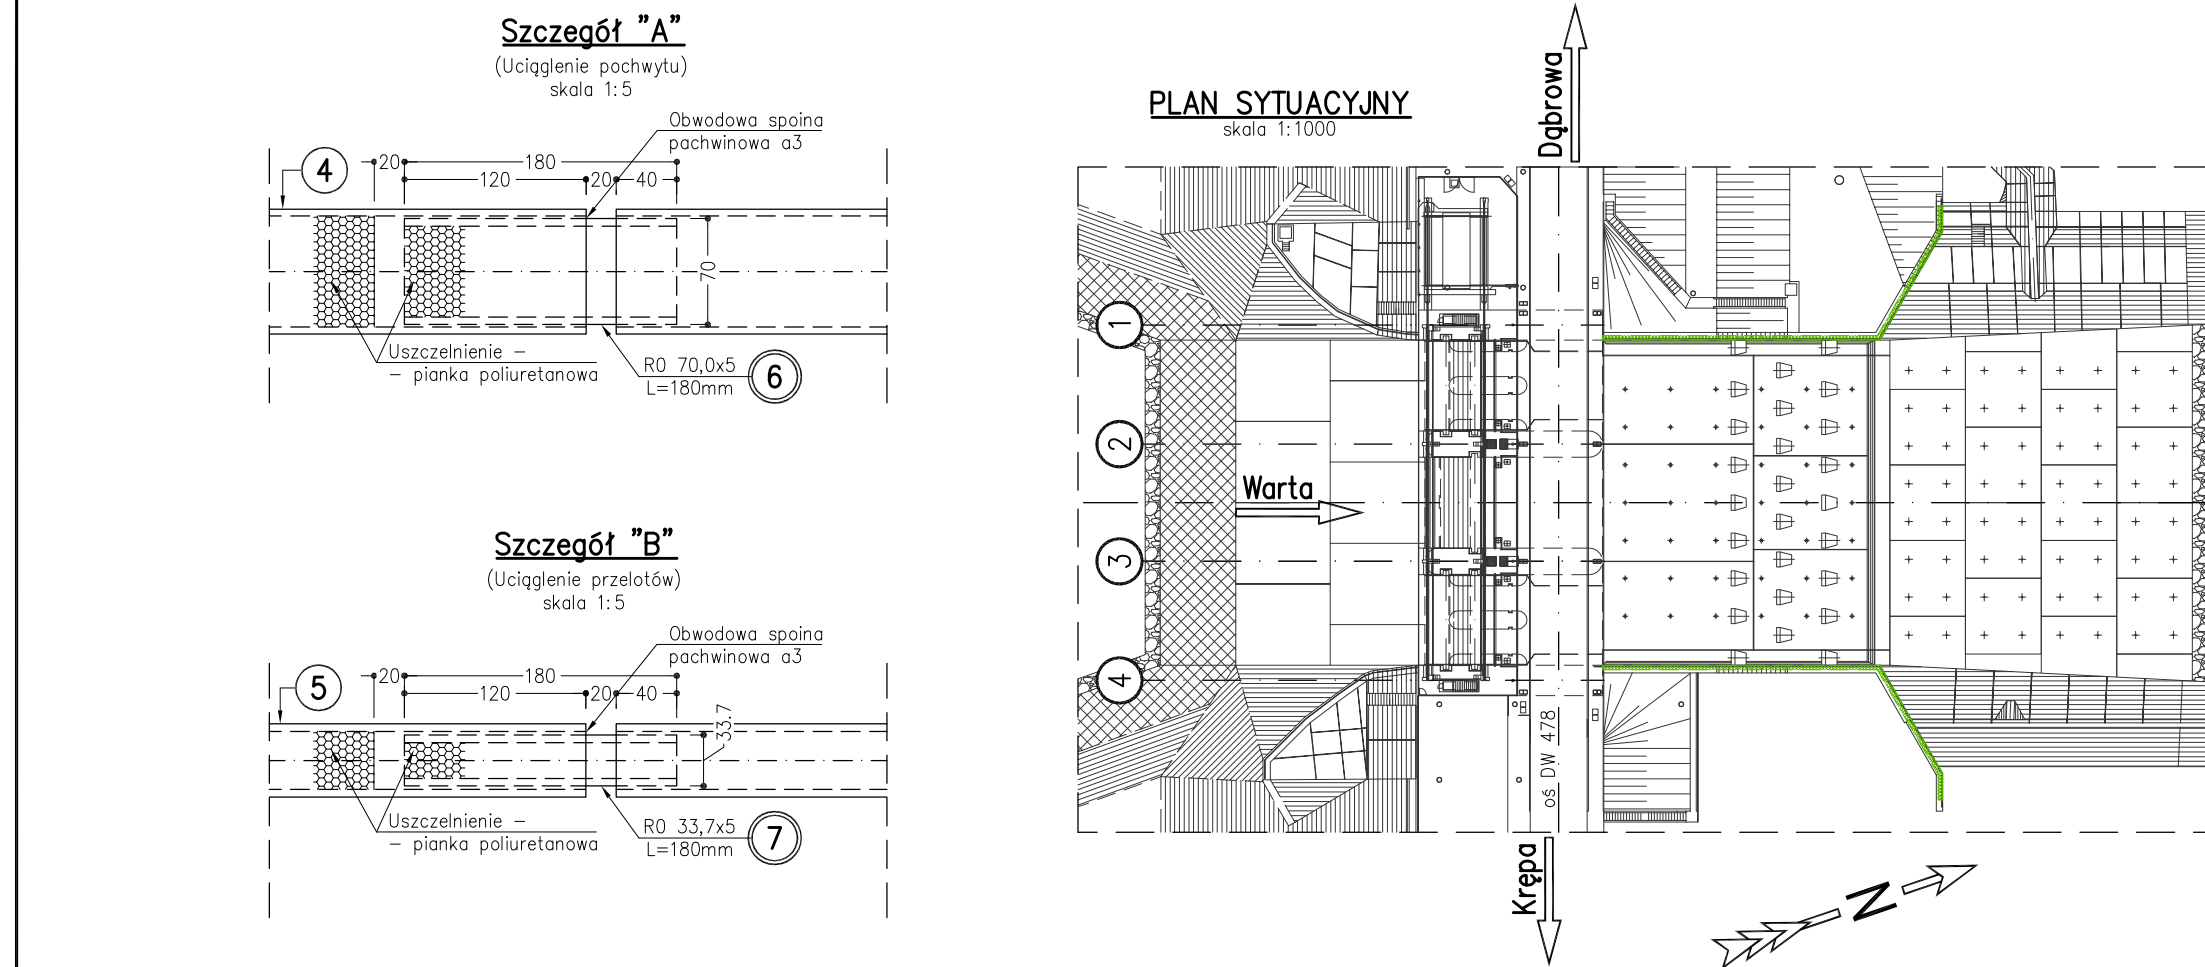 Szczegół "A"
(Uciąglenie pochwytu)
skala 1:5
Obwodowa spoina
pachwinowa a3
4
20
180
120
20
40
70
Uszczelnienie –
– pianka poliuretanowa
RO 70,0x5
L=180mm
6
Szczegół "B"
(Uciąglenie przelotów)
skala 1:5
Obwodowa spoina
pachwinowa a3
5
20
180
120
20
40
33.7
Uszczelnienie –
– pianka poliuretanowa
RO 33,7x5
L=180mm
7
PLAN SYTUACYJNY
skala 1:1000
Dąbrowa
1
2
Warta
3
4
oś DW 478
Krępa
N